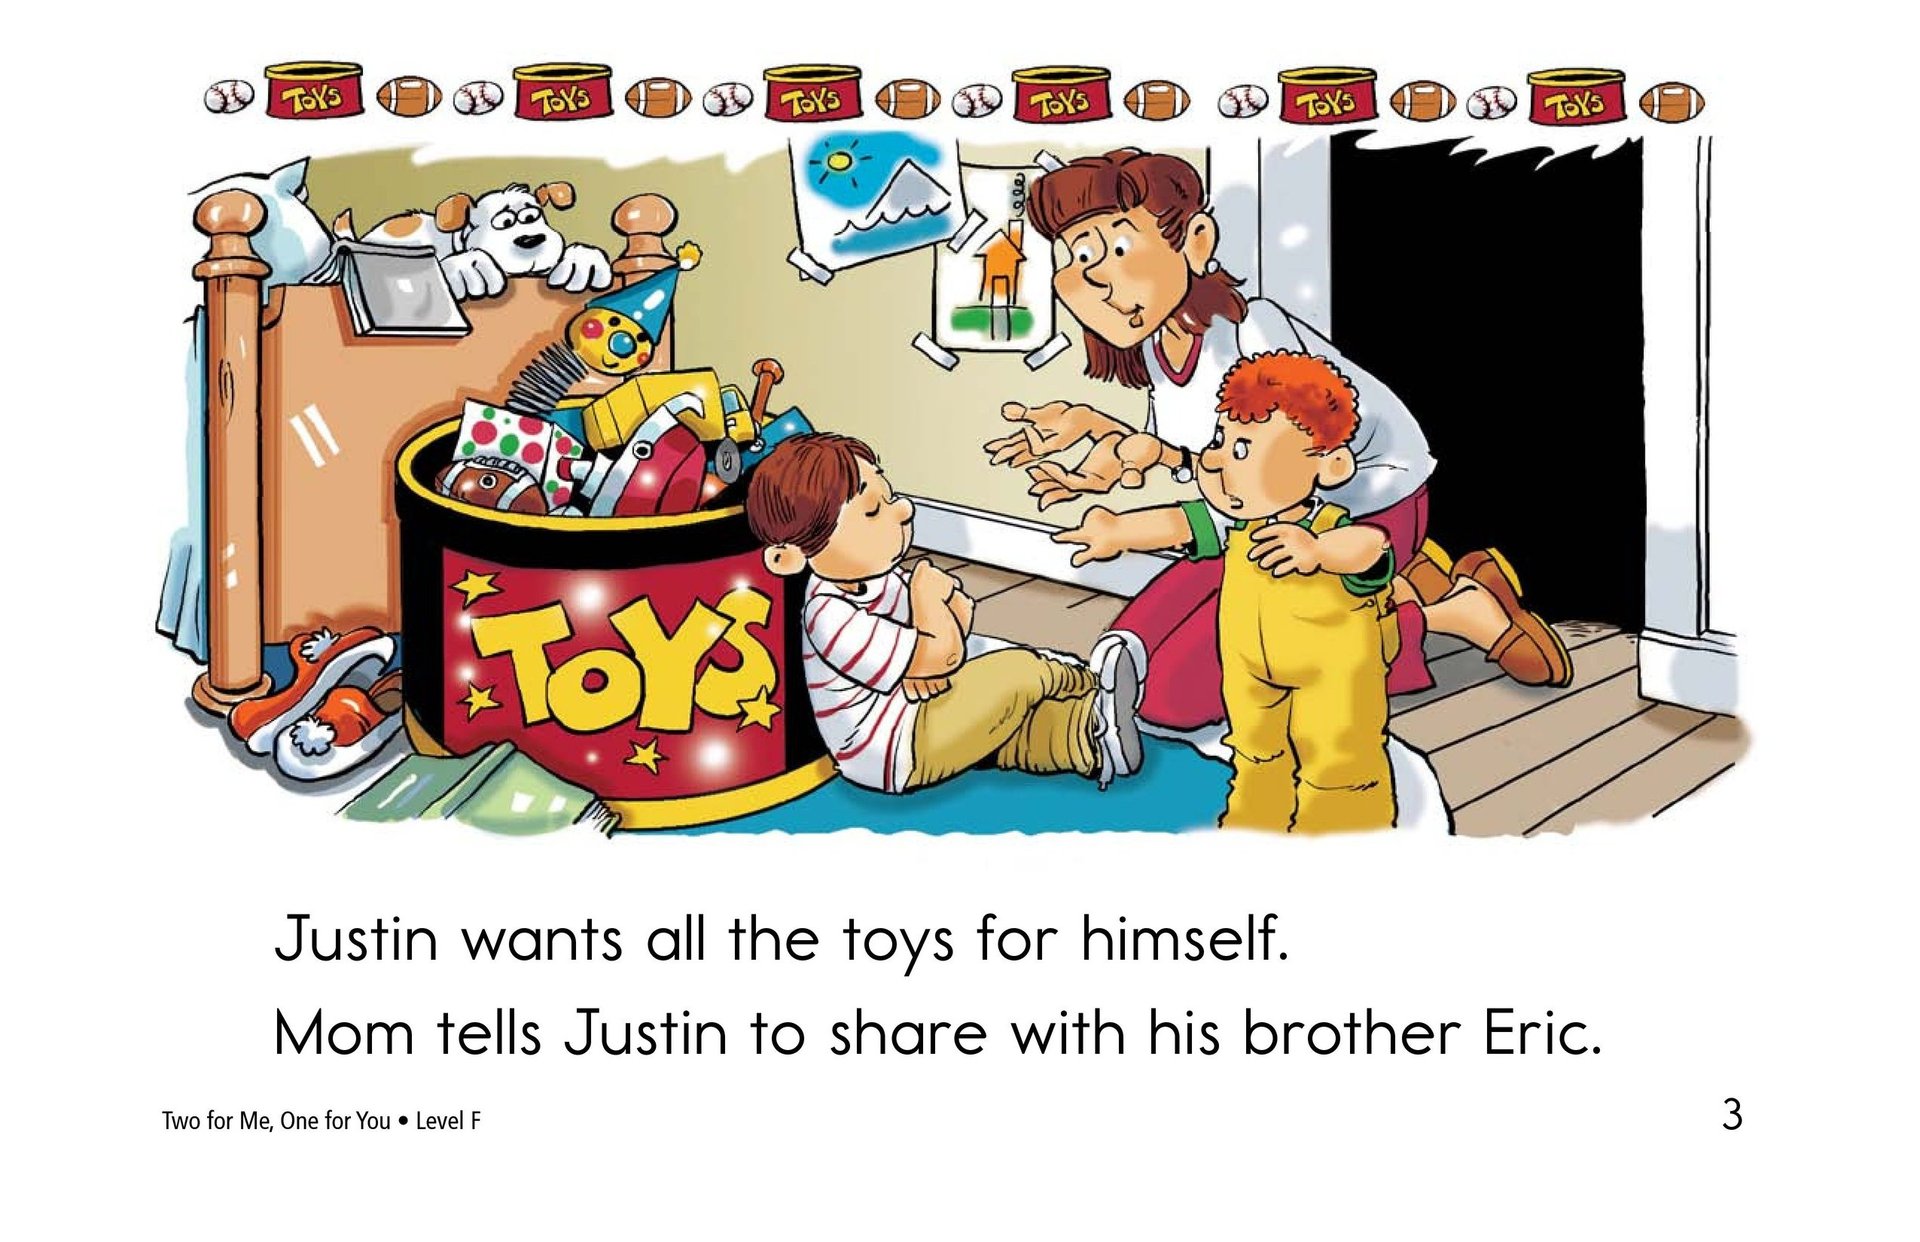 TOYS TOYS TOYS TOYS TOYS TOYS
TOYS
Justin wants all the toys for himself.
Mom tells Justin to share with his brother Eric.
Two for Me, One for You • Level F
3